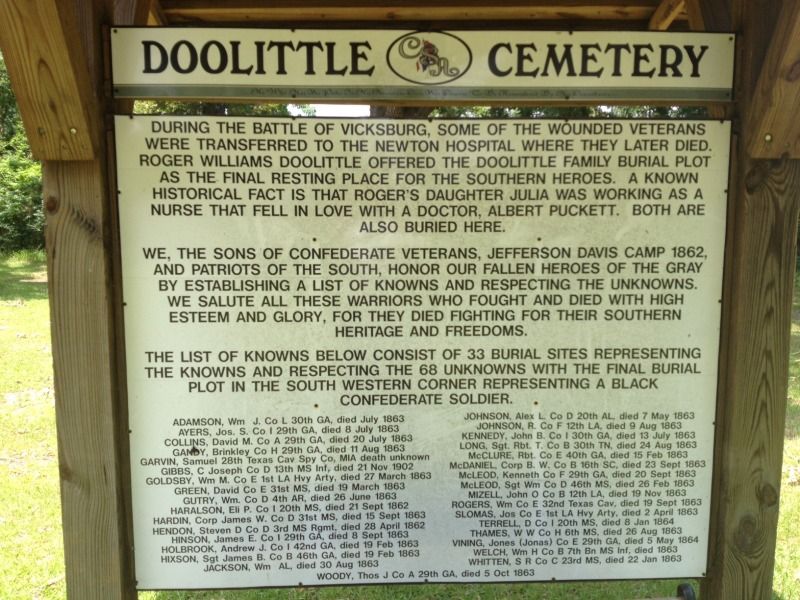 DOOLITTLE CEMETERY
DURING THE BATTLE OF VICKSBURG, SOME OF THE WOUNDED VETERANS
WERE TRANSFERRED TO THE NEWTON HOSPITAL WHERE THEY LATER DIED.
ROGER WILLIAMS DOOLITTLE OFFERED THE DOOLITTLE FAMILY BURIAL PLOT
AS THE FINAL RESTING PLACE FOR THE SOUTHERN HEROES. A KNOWN
HISTORICAL FACT IS THAT ROGER'S DAUGHTER JULIA WAS WORKING AS A
NURSE THAT FELL IN LOVE WITH A DOCTOR, ALBERT PUCKETT. BOTH ARE
ALSO BURIED HERE.
WE, THE SONS OF CONFEDERATE VETERANS, JEFFERSON DAVIS CAMP 1862,
AND PATRIOTS OF THE SOUTH, HONOR OUR FALLEN HEROES OF THE GRAY
BY ESTABLISHING A LIST OF KNOWNS AND RESPECTING THE UNKNOWNS.
WE SALUTE ALL THESE WARRIORS WHO FOUGHT AND DIED WITH HIGH
ESTEEM AND GLORY, FOR THEY DIED FIGHTING FOR THEIR SOUTHERN
HERITAGE AND FREEDOMS.
THE LIST OF KNOWNS BELOW CONSIST OF 33 BURIAL SITES REPRESENTING
THE KNOWNS AND RESPECTING THE 68 UNKNOWNS WITH THE FINAL BURIAL
PLOT IN THE SOUTH WESTERN CORNER REPRESENTING A BLACK
CONFEDERATE SOLDIER.
ADAMSON, Wm J. Co L 30th GA, died July 1863
AYERS, Jos. S. Co I 29th GA, died 8 July 1863
COLLINS, David M. Co A 29th GA, died 20 July 1863
GANDY, Brinkley Co H 29th GA, died 11 Aug 1863
GARVIN, Samuel 28th Texas Cav Spy Co, MIA death unknown
GIBBS, C Joseph Co D 13th MS Inf, died 21 Nov 1902
GOLDSBY, Wm M. Co E 1st LA Hvy Arty, died 27 March 1863
GREEN, David Co E 31st MS, died 19 March 1863
GUTRY, Wm. Co D 4th AR, died 26 June 1863
HARALSON, Eli P. Co I 20th MS, died 21 Sept 1862
HARDIN, Corp James W. Co D 31st MS, died 15 Sept 1863
HENDON, Steven D Co D 3rd MS Rgmt, died 28 April 1862
HINSON, James E. Co I 29th GA, died 8 Sept 1863
HOLBROOK, Andrew J. Co I 42nd GA, died 19 Feb 1863
HIXSON, Sgt James B. Co B 46th GA, died 19 Feb 1863
JACKSON, Wm AL, died 30 Aug 1863
JOHNSON, Alex L. Co D 20th AL, died 7 May 1863
JOHNSON, R. Co F 12th LA, died 9 Aug 1863
KENNEDY, John B. Co I 30th GA, died 13 July 1863
LONG, Sgt. Rbt. T. Co B 30th TN, died 24 Aug 1863
McCLURE, Rbt. Co E 40th GA, died 15 Feb 1863
McDANIEL, Corp B. W. Co B 16th SC, died 23 Sept 1863
McLEOD, Kenneth Co F 29th GA, died 20 Sept 1863
McLEOD, Sgt Wm Co D 46th MS, died 26 Feb 1863
MIZELL, John O Co B 12th LA, died 19 Nov 1863
ROGERS, Wm Co E 32nd Texas Cav, died 19 Sept 1863
SLOMAS, Jos Co E 1st LA Hvy Arty, died 2 April 1863
TERRELL, D Co I 20th MS, died 8 Jan 1864
THAMES, W W Co H 6th MS, died 26 Aug 1863
VINING, Jones (Jonas) Co E 29th GA, died 5 May 1864
WELCH, Wm H Co B 7th Bn MS Inf, died 1863
WHITTEN, S R Co C 23rd MS, died 22 Jan 1863
WOODY, Thos J Co A 29th GA, died 5 Oct 1863